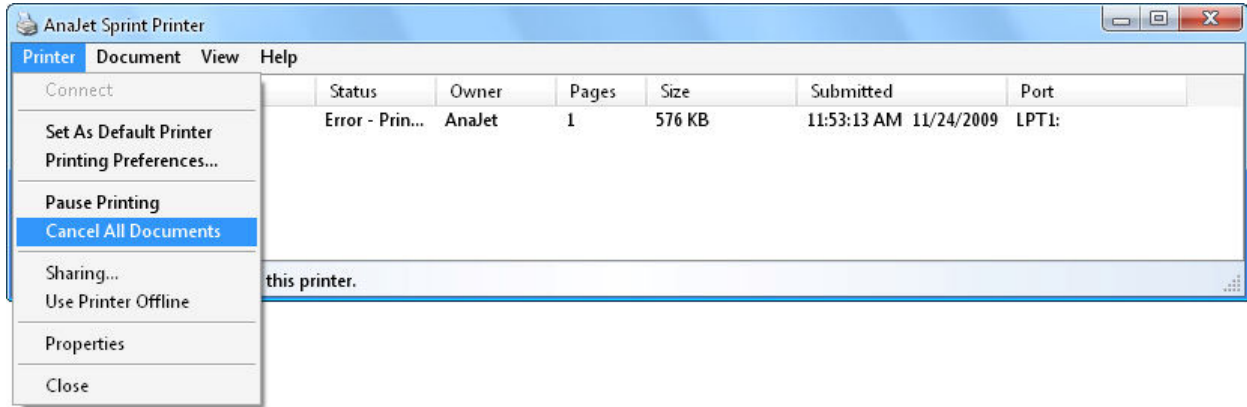 AnaJet Sprint Printer
Printer Document View Help
Connect
Set As Default Printer
Printing Preferences...
Pause Printing
Cancel All Documents
Sharing...
Use Printer Offline
Properties
Close
Status Owner Pages Size Submitted Port
Error - Prin... AnaJet 1 576 KB 11:53:13 AM 11/24/2009 LPT1:
this printer.